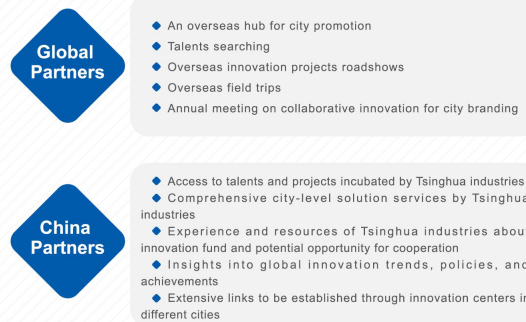 Global
Partners
An overseas hub for city promotion
Talents searching
Overseas innovation projects roadshows
Overseas field trips
Annual meeting on collaborative innovation for city branding
China
Partners
Access to talents and projects incubated by Tsinghua industries
Comprehensive city-level solution services by Tsinghua
industries
Experience and resources of Tsinghua industries about
innovation fund and potential opportunity for cooperation
Insights into global innovation trends, policies, and
achievements
Extensive links to be established through innovation centers in
different cities